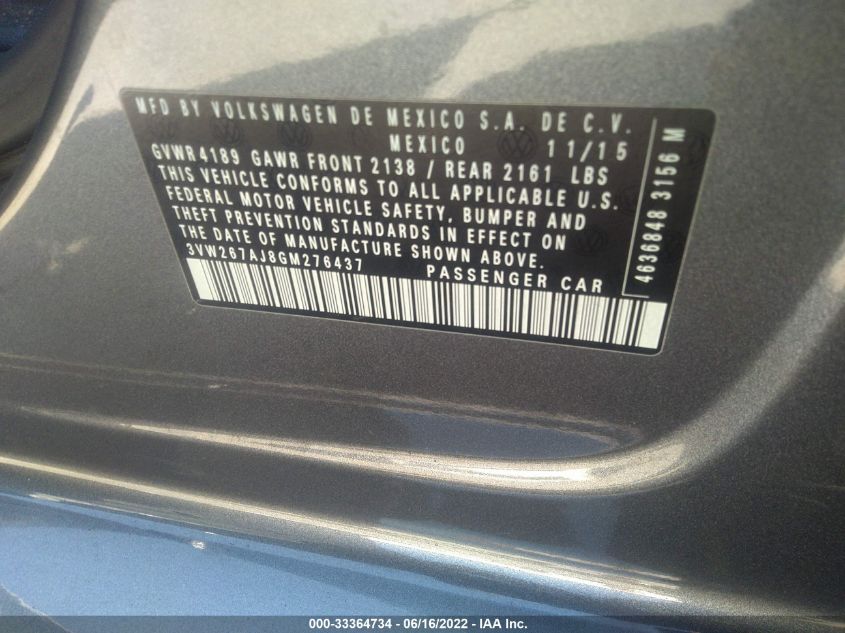 MFD BY VOLKSWAGEN DE MEXICO S.A. DE C.V.
MEXICO 11/15
GVWR 4189 GAWR FRONT 2138 / REAR 2161 LBS
THIS VEHICLE CONFORMS TO ALL APPLICABLE U.S.
FEDERAL MOTOR VEHICLE SAFETY, BUMPER AND
THEFT PREVENTION STANDARDS IN EFFECT ON
THE DATE OF MANUFACTURE SHOWN ABOVE.
3VW267AJ8GM276437 PASSENGER CAR
4636848 3156 M
000-33364734 - 06/16/2022 - IAA Inc.